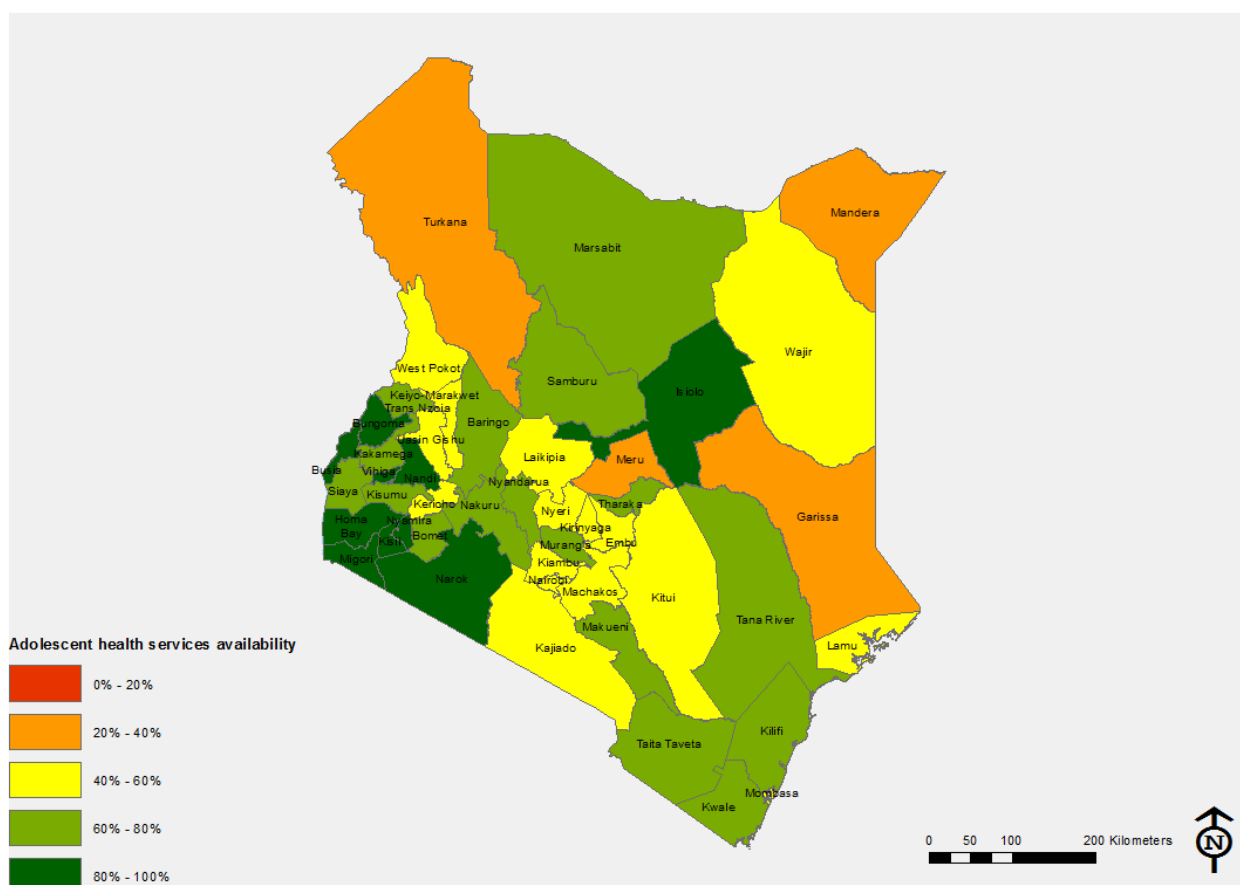 Turkana
Mandera
Marsabit
Wajir
West Pokot
Samburu
Isiolo
Keiyo-Marakwet
Trans Nzoia
Baringo
Bungoma
Uasin Gishu
Kakamega
Laikipia
Meru
Busia
Vihiga
Nandi
Nyandarua
Siaya
Kisumu
Kericho
Nakuru
Tharaka
Nyeri
Garissa
Homa
Bay
Nyamira
Kirinyaga
Kisii
Bomet
Murang'a
Embu
Migori
Kiambu
Narok
Nairobi
Machakos
Kitui
Tana River
Makueni
Lamu
Kajiado
Taita Taveta
Kilifi
Mombasa
Kwale
Adolescent health services availability
0% - 20%
20% - 40%
40% - 60%
60% - 80%
80% - 100%
0 50 100 200 Kilometers
N